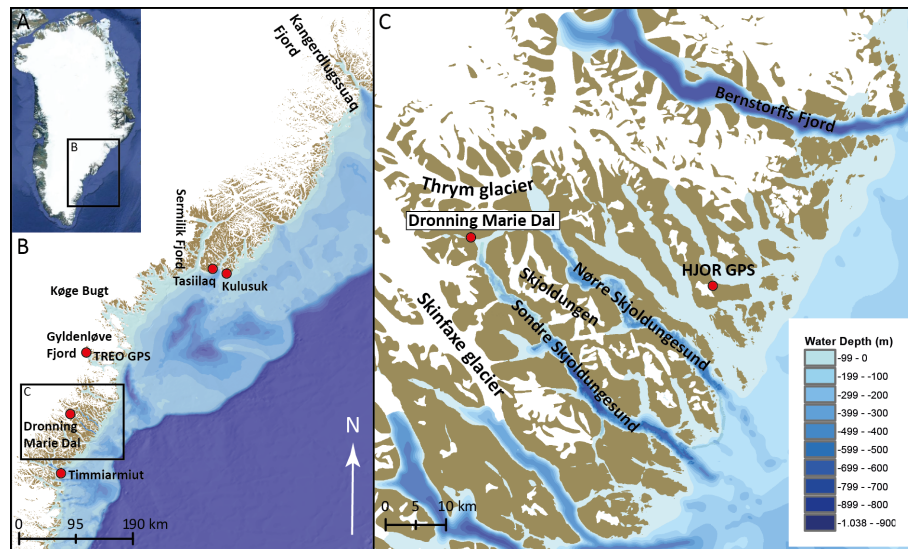 A
B
B
Kangerdlugssuaq
Fjord
Sermilik Fjord
Tasiilaq
Kulusuk
Køge Bugt
Gyldenløve
Fjord
TREO GPS
C
Dronning
Marie Dal
Timmiarmiut
N
0 95 190 km
C
Bernstorffs Fjord
Thrym glacier
Dronning Marie Dal
HJOR GPS
Nørre Skjoldungesund
Skjoldungen
Sondre Skjoldungesund
Skinfaxe glacier
0 5 10 km
Water Depth (m)
-99 - 0
-199 - -100
-299 - -200
-399 - -300
-499 - -400
-599 - -500
-699 - -600
-799 - -700
-899 - -800
-1.038 - -900